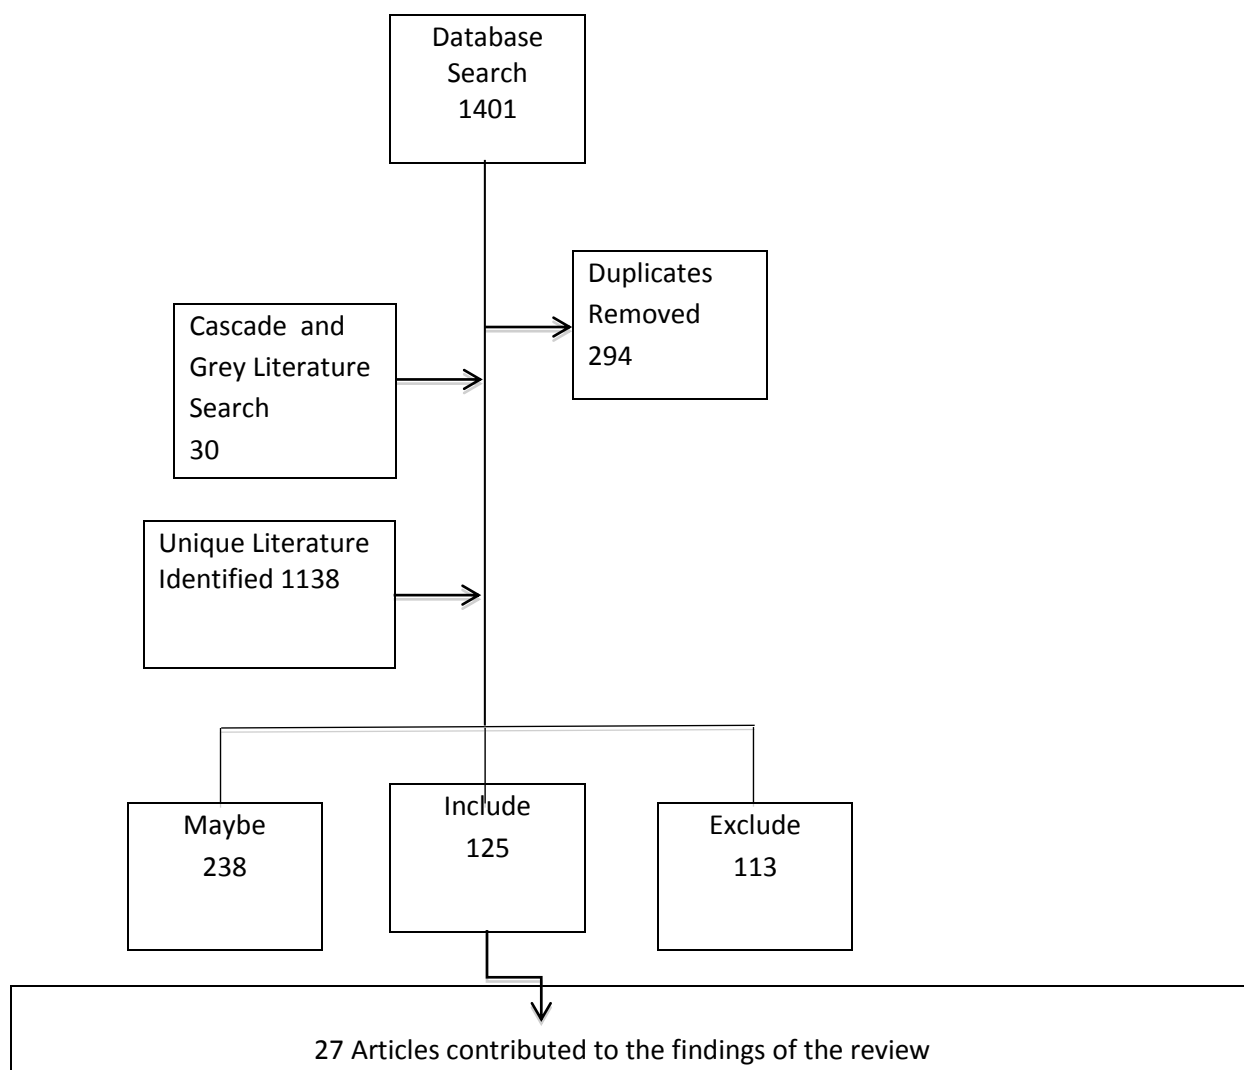 Database
Search
1401
Duplicates
Removed
294
Cascade and
Grey Literature
Search
30
Unique Literature
Identified 1138
Maybe
238
Include
125
Exclude
113
27 Articles contributed to the findings of the review